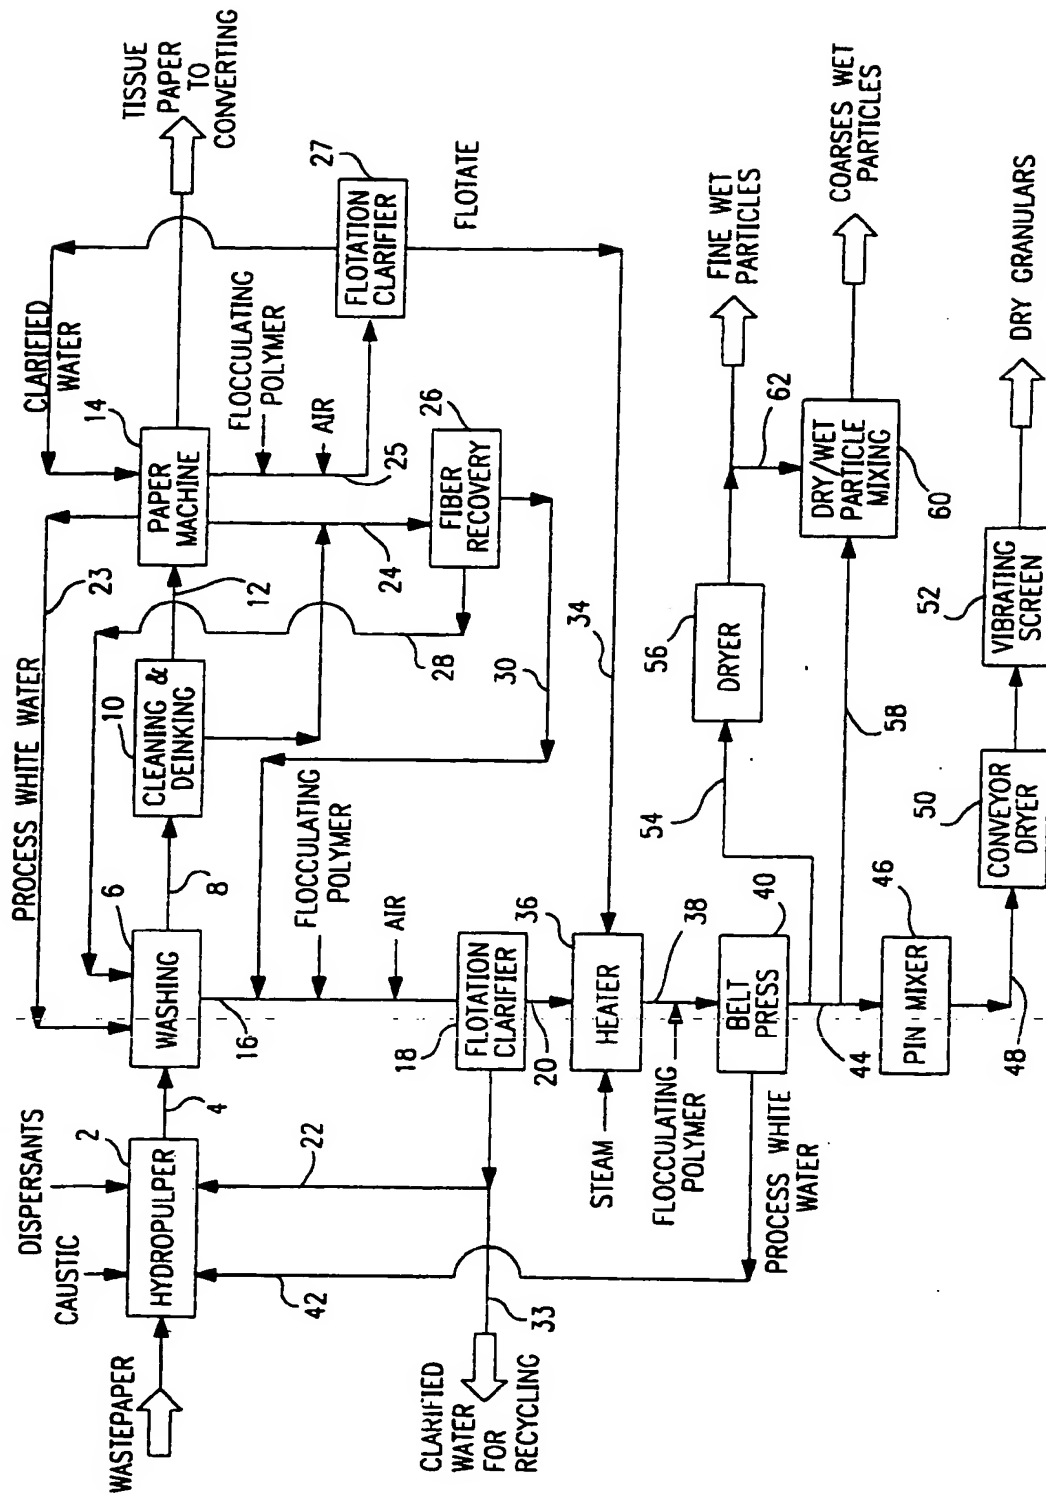 WASTEPAPER
CAUSTIC
DISPERSANTS
2
HYDROPULPER
4
42
22
PROCESS WHITE WATER
23
6
WASHING
8
16
10
CLEANING &
DEINKING
12
28
CLARIFIED
WATER
14
PAPER
MACHINE
TISSUE
PAPER
TO
CONVERTING
FLOCCULATING
POLYMER
AIR
25
24
26
FIBER
RECOVERY
30
27
FLOTATION
CLARIFIER
FLOTATE
34
FLOCCULATING
POLYMER
AIR
18
FLOTATION
CLARIFIER
20
33
CLARIFIED
WATER
FOR
RECYCLING
STEAM
36
HEATER
38
FLOCCULATING
POLYMER
40
BELT
PRESS
PROCESS WHITE
WATER
44
46
PIN MIXER
48
54
56
DRYER
FINE WET
PARTICLES
62
58
DRY/WET
PARTICLE
MIXING
60
COARSES WET
PARTICLES
50
CONVEYOR
DRYER
52
VIBRATING
SCREEN
DRY GRANULARS